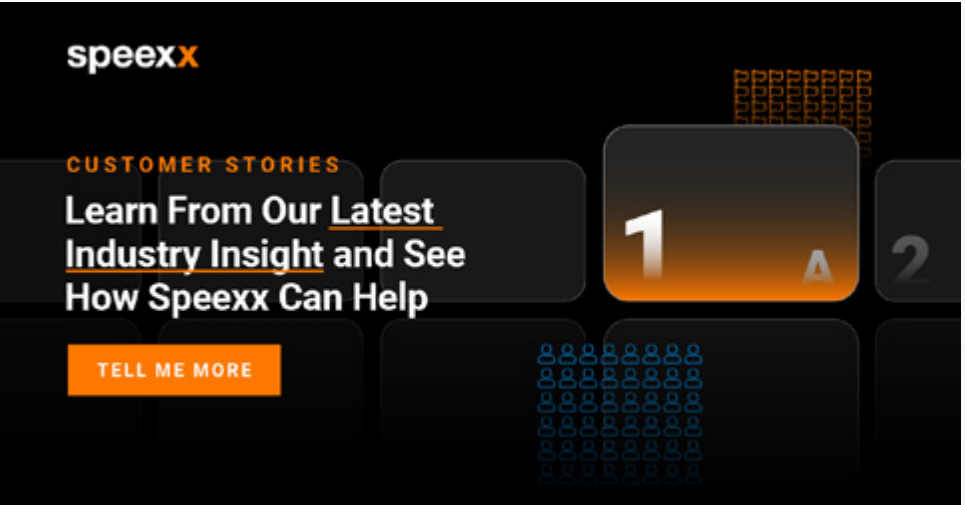 speexx
CUSTOMER STORIES
Learn From Our Latest
Industry Insight and See
How Speexx Can Help
TELL ME MORE
1
A
2